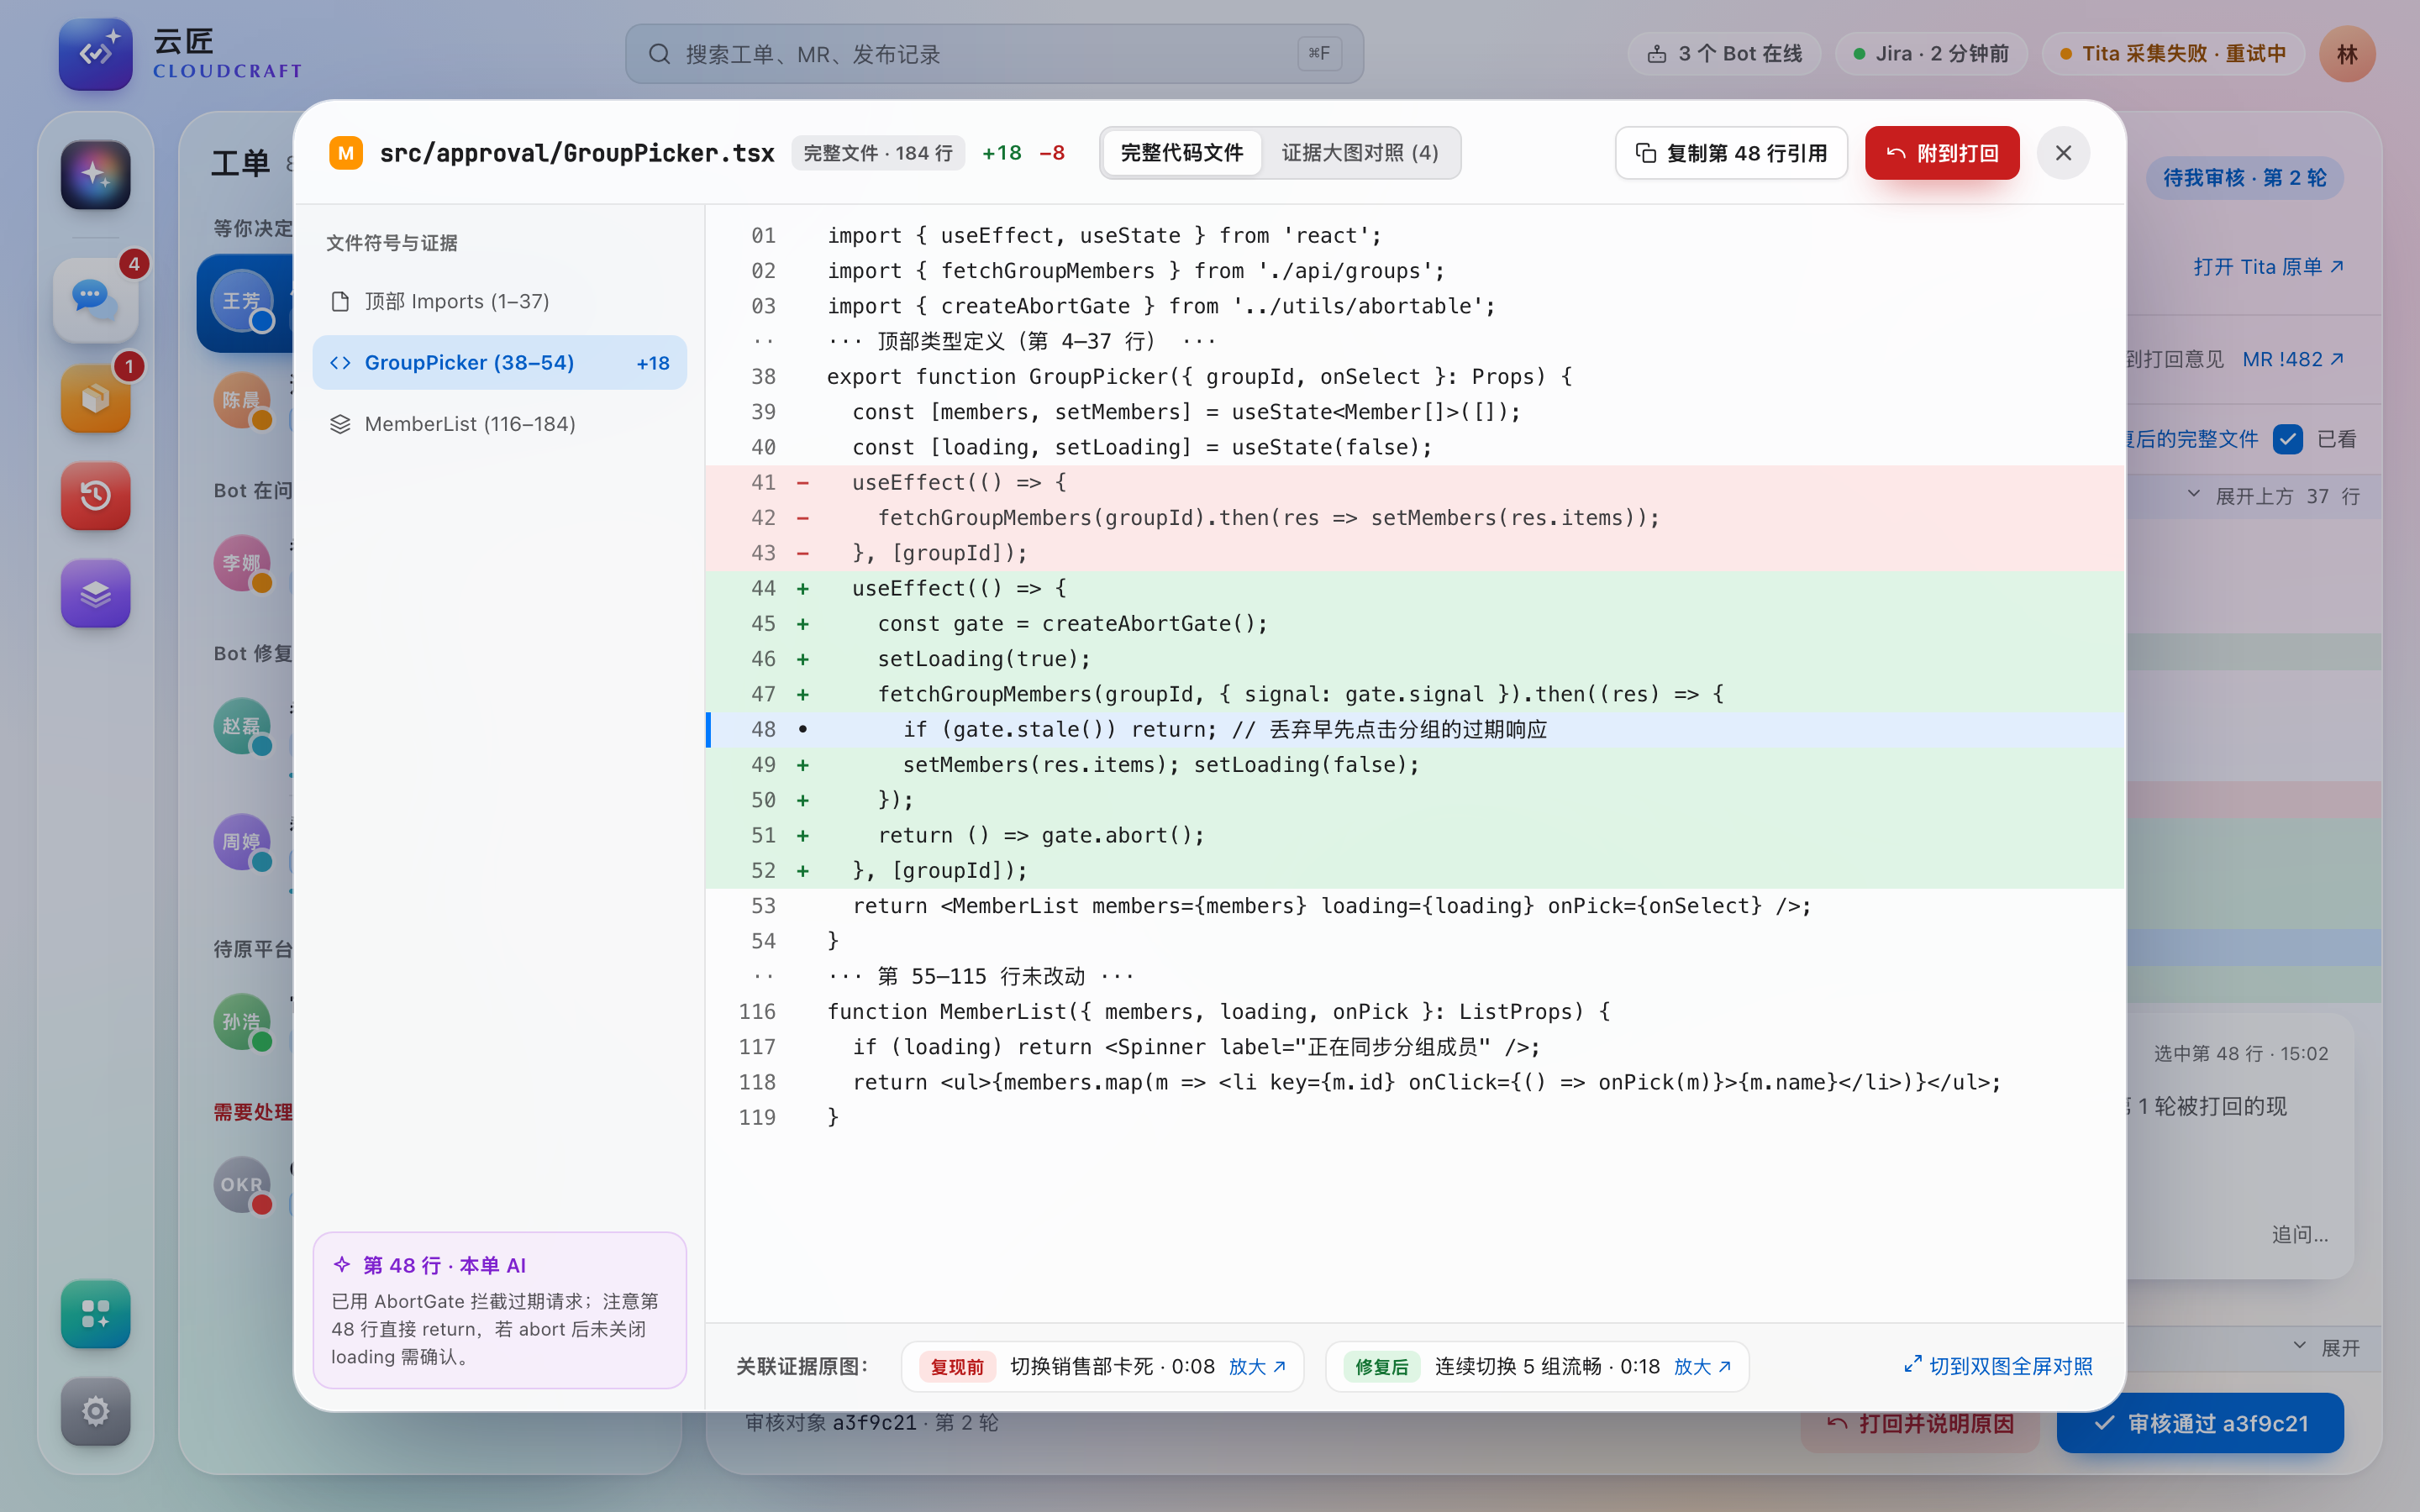 云匠
CLOUDCRAFT
搜索工单、MR、发布记录
⌘F
3 个 Bot 在线
Jira · 2 分钟前
Tita 采集失败 · 重试中
林
4
1
工单
等你决定
王芳
陈晨
Bot 在问
李娜
Bot 修复
赵磊
周婷
待原平台
孙浩
需要处理
OKR
M
src/approval/GroupPicker.tsx
完整文件 · 184 行
+18 −8
完整代码文件
证据大图对照 (4)
复制第 48 行引用
附到打回
文件符号与证据
顶部 Imports (1–37)
GroupPicker (38–54)
+18
MemberList (116–184)
第 48 行 · 本单 AI
已用 AbortGate 拦截过期请求；注意第
48 行直接 return，若 abort 后未关闭
loading 需确认。
01 import { useEffect, useState } from 'react';
02 import { fetchGroupMembers } from './api/groups';
03 import { createAbortGate } from '../utils/abortable';
·· ··· 顶部类型定义（第 4–37 行） ···
38 export function GroupPicker({ groupId, onSelect }: Props) {
39 const [members, setMembers] = useState<Member[]>([]);
40 const [loading, setLoading] = useState(false);
41 − useEffect(() => {
42 − fetchGroupMembers(groupId).then(res => setMembers(res.items));
43 − }, [groupId]);
44 + useEffect(() => {
45 + const gate = createAbortGate();
46 + setLoading(true);
47 + fetchGroupMembers(groupId, { signal: gate.signal }).then((res) => {
48 • if (gate.stale()) return; // 丢弃早先点击分组的过期响应
49 + setMembers(res.items); setLoading(false);
50 + });
51 + return () => gate.abort();
52 + }, [groupId]);
53 return <MemberList members={members} loading={loading} onPick={onSelect} />;
54 }
·· ··· 第 55–115 行未改动 ···
116 function MemberList({ members, loading, onPick }: ListProps) {
117 if (loading) return <Spinner label="正在同步分组成员" />;
118 return <ul>{members.map(m => <li key={m.id} onClick={() => onPick(m)}>{m.name}</li>)}</ul>;
119 }
关联证据原图：
复现前 切换销售部卡死 · 0:08 放大 ↗
修复后 连续切换 5 组流畅 · 0:18 放大 ↗
切到双图全屏对照
待我审核 · 第 2 轮
打开 Tita 原单 ↗
到打回意见 MR !482 ↗
后的完整文件
已看
展开上方 37 行
选中第 48 行 · 15:02
1 轮被打回的现
追问...
展开
审核对象 a3f9c21 · 第 2 轮
打回并说明原因
审核通过 a3f9c21